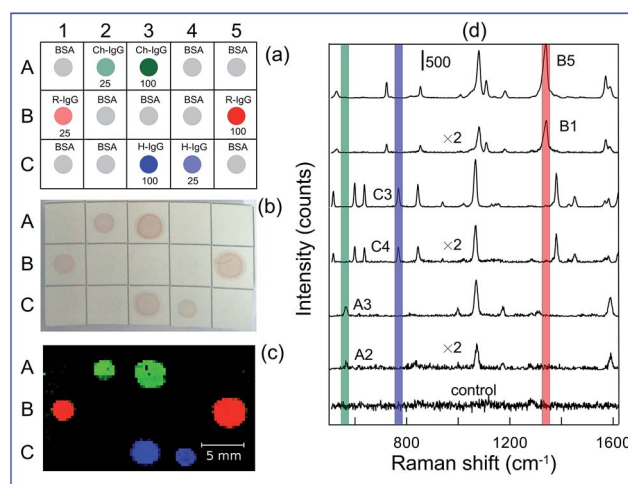 1 2 3 4 5
(a)
A
BSA Ch-IgG Ch-IgG BSA BSA
25 100
B
R-IgG BSA BSA BSA R-IgG
25 100
C
BSA BSA H-IgG H-IgG BSA
100 25
(b)
A
B
C
(c)
A
B
C
5 mm
(d)
500
B5
B1
×2
C3
C4
×2
A3
A2
×2
control
Intensity (counts)
800 1200 1600
Raman shift (cm⁻¹)